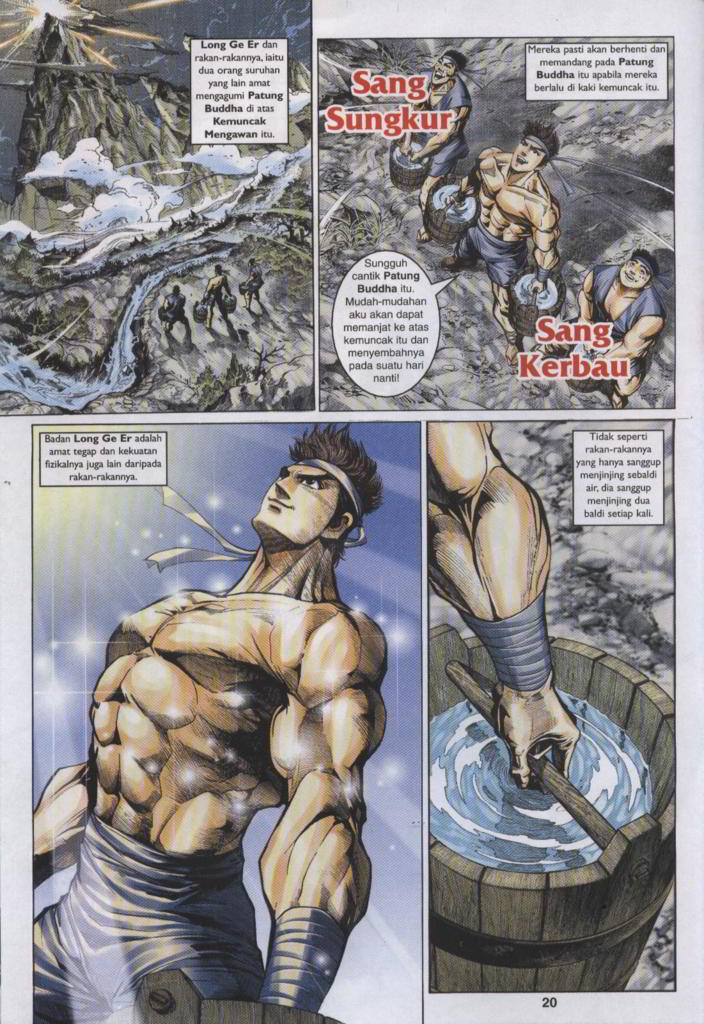 Long Ge Er dan
rakan-rakannya, iaitu
dua orang suruhan
yang lain amat
mengagumi Patung
Buddha di atas
Kemuncak
Mengawan itu.
Mereka pasti akan berhenti dan
memandang pada Patung
Buddha itu apabila mereka
berlalu di kaki kemuncak itu.
Sang
Sungkur
Sungguh
cantik Patung
Buddha itu.
Mudah-mudahan
aku akan dapat
memanjat ke atas
kemuncak itu dan
menyembahnya
pada suatu hari
nanti!
Sang
Kerbau
Badan Long Ge Er adalah
amat tegap dan kekuatan
fizikalnya juga lain daripada
rakan-rakannya.
Tidak seperti
rakan-rakannya
yang hanya sanggup
menjinjing sebaldi
air, dia sanggup
menjinjing dua
baldi setiap kali.
20